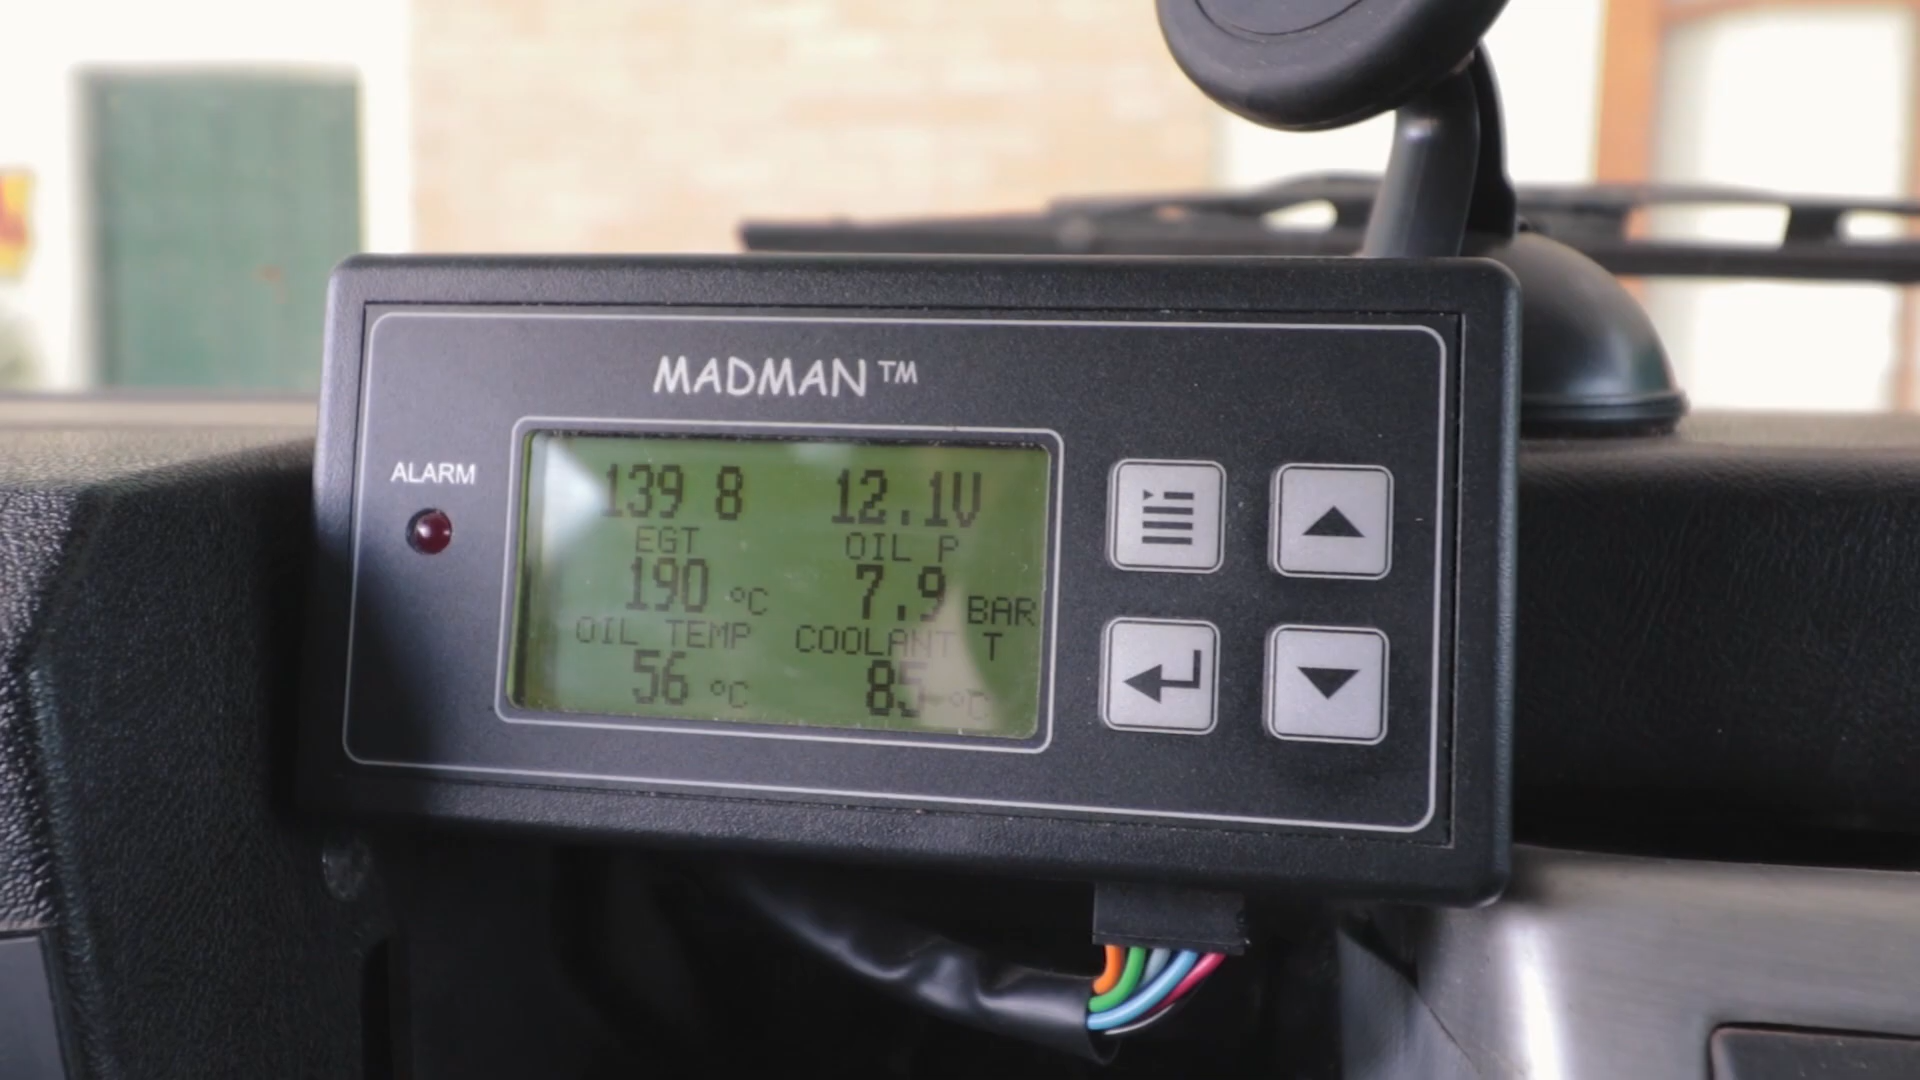 MADMAN™
ALARM
139 8 12.1V
EGT OIL P
190 °C 7.9 BAR
OIL TEMP COOLANT T
56 °C 85 °C